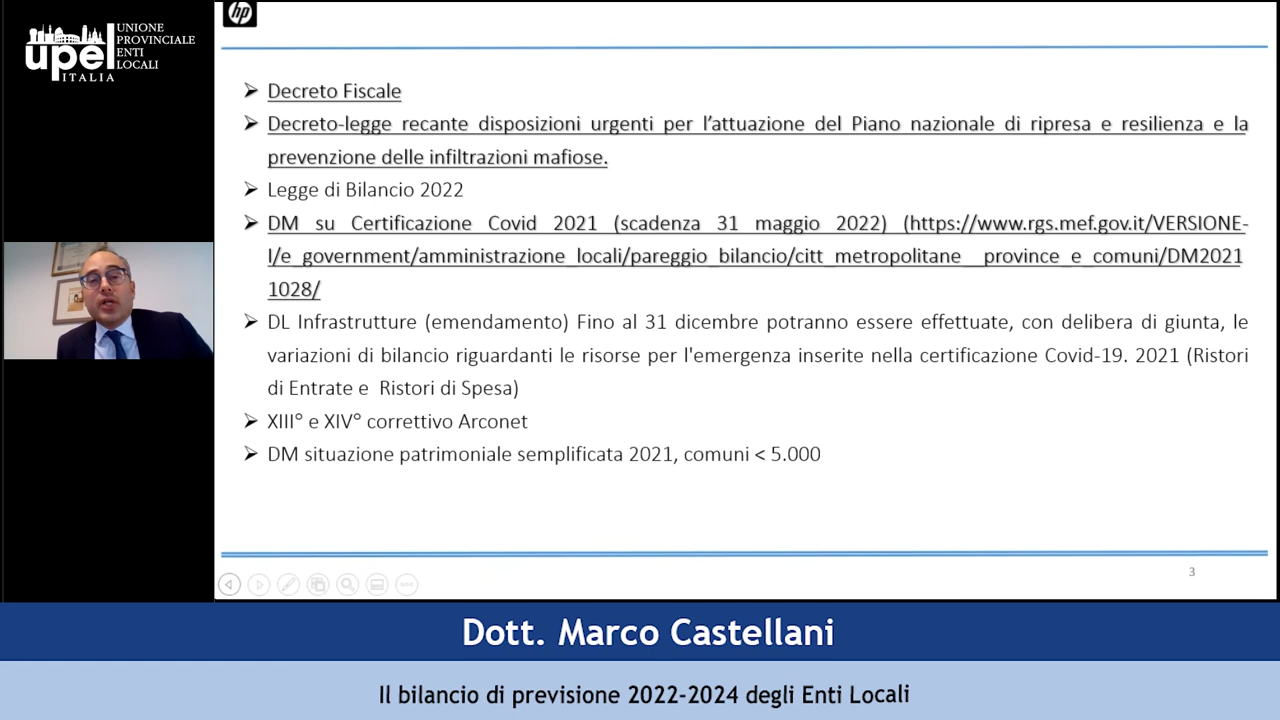 UNIONE
PROVINCIALE
ENTI
LOCALI
upel
ITALIA
hp
Decreto Fiscale
Decreto-legge recante disposizioni urgenti per l’attuazione del Piano nazionale di ripresa e resilienza e la
prevenzione delle infiltrazioni mafiose.
Legge di Bilancio 2022
DM su Certificazione Covid 2021 (scadenza 31 maggio 2022) (https://www.rgs.mef.gov.it/VERSIONE-
I/e_government/amministrazione_locali/pareggio_bilancio/citt_metropolitane__province_e_comuni/DM2021
1028/
DL Infrastrutture (emendamento) Fino al 31 dicembre potranno essere effettuate, con delibera di giunta, le
variazioni di bilancio riguardanti le risorse per l'emergenza inserite nella certificazione Covid-19. 2021 (Ristori
di Entrate e Ristori di Spesa)
XIII° e XIV° correttivo Arconet
DM situazione patrimoniale semplificata 2021, comuni < 5.000
3
Dott. Marco Castellani
Il bilancio di previsione 2022-2024 degli Enti Locali